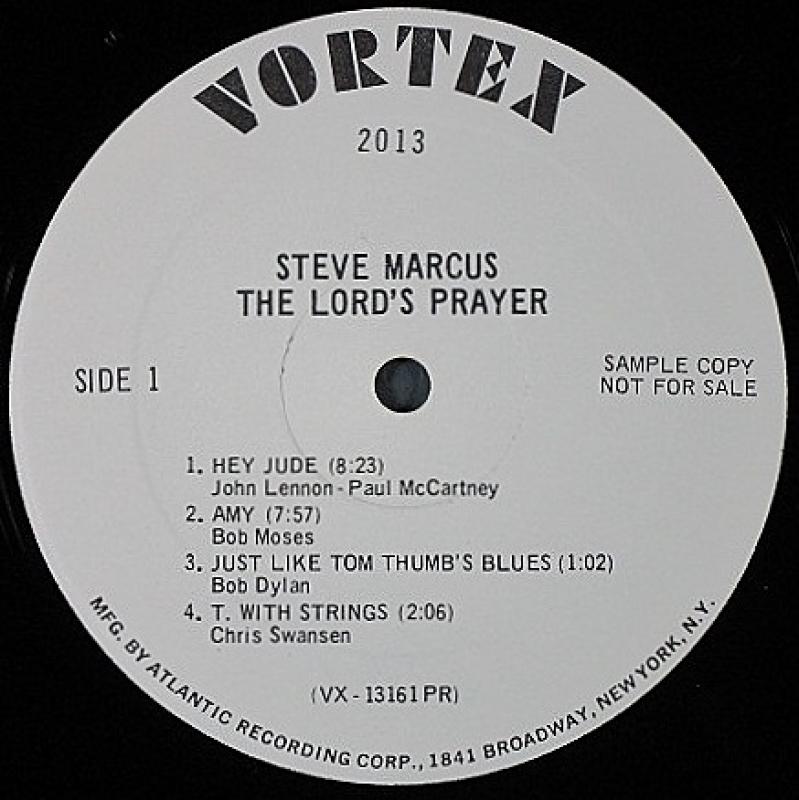 VORTEX
2013
STEVE MARCUS
THE LORD'S PRAYER
SIDE 1
SAMPLE COPY
NOT FOR SALE
1. HEY JUDE (8:23)
John Lennon - Paul McCartney
2. AMY (7:57)
Bob Moses
3. JUST LIKE TOM THUMB'S BLUES (1:02)
Bob Dylan
4. T. WITH STRINGS (2:06)
Chris Swansen
(VX - 13161 PR)
MFG. BY ATLANTIC RECORDING CORP., 1841 BROADWAY, NEW YORK, N.Y.